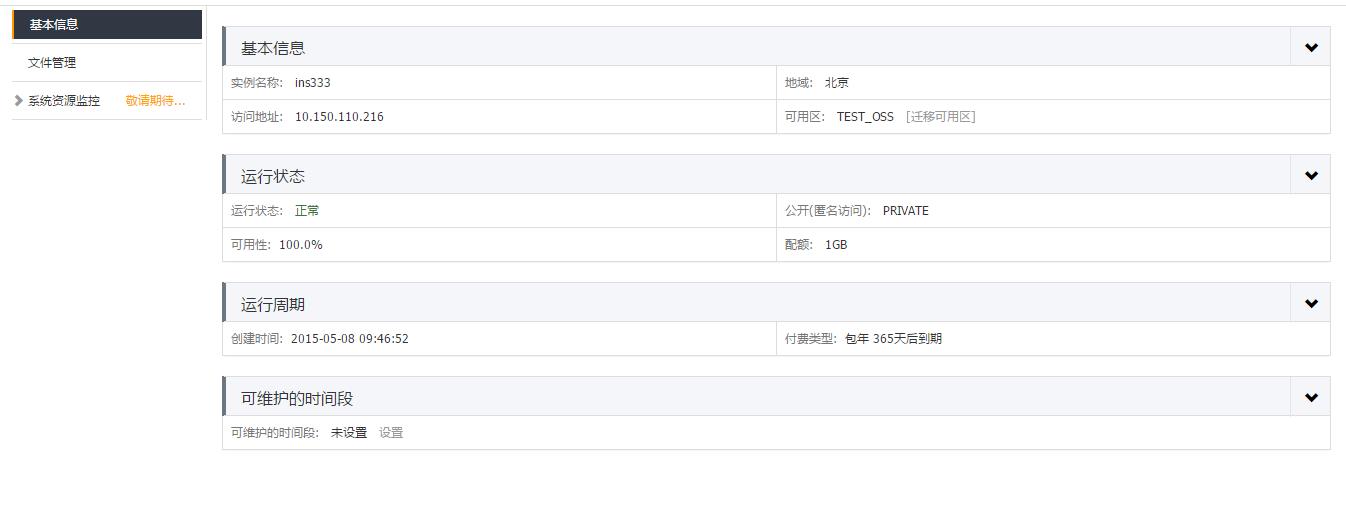 基本信息
文件管理
系统资源监控 敬请期待...
基本信息
实例名称: ins333 地域: 北京
访问地址: 10.150.110.216 可用区: TEST_OSS [迁移可用区]
运行状态
运行状态: 正常 公开(匿名访问): PRIVATE
可用性: 100.0% 配额: 1GB
运行周期
创建时间: 2015-05-08 09:46:52 付费类型: 包年 365天后到期
可维护的时间段
可维护的时间段: 未设置 设置